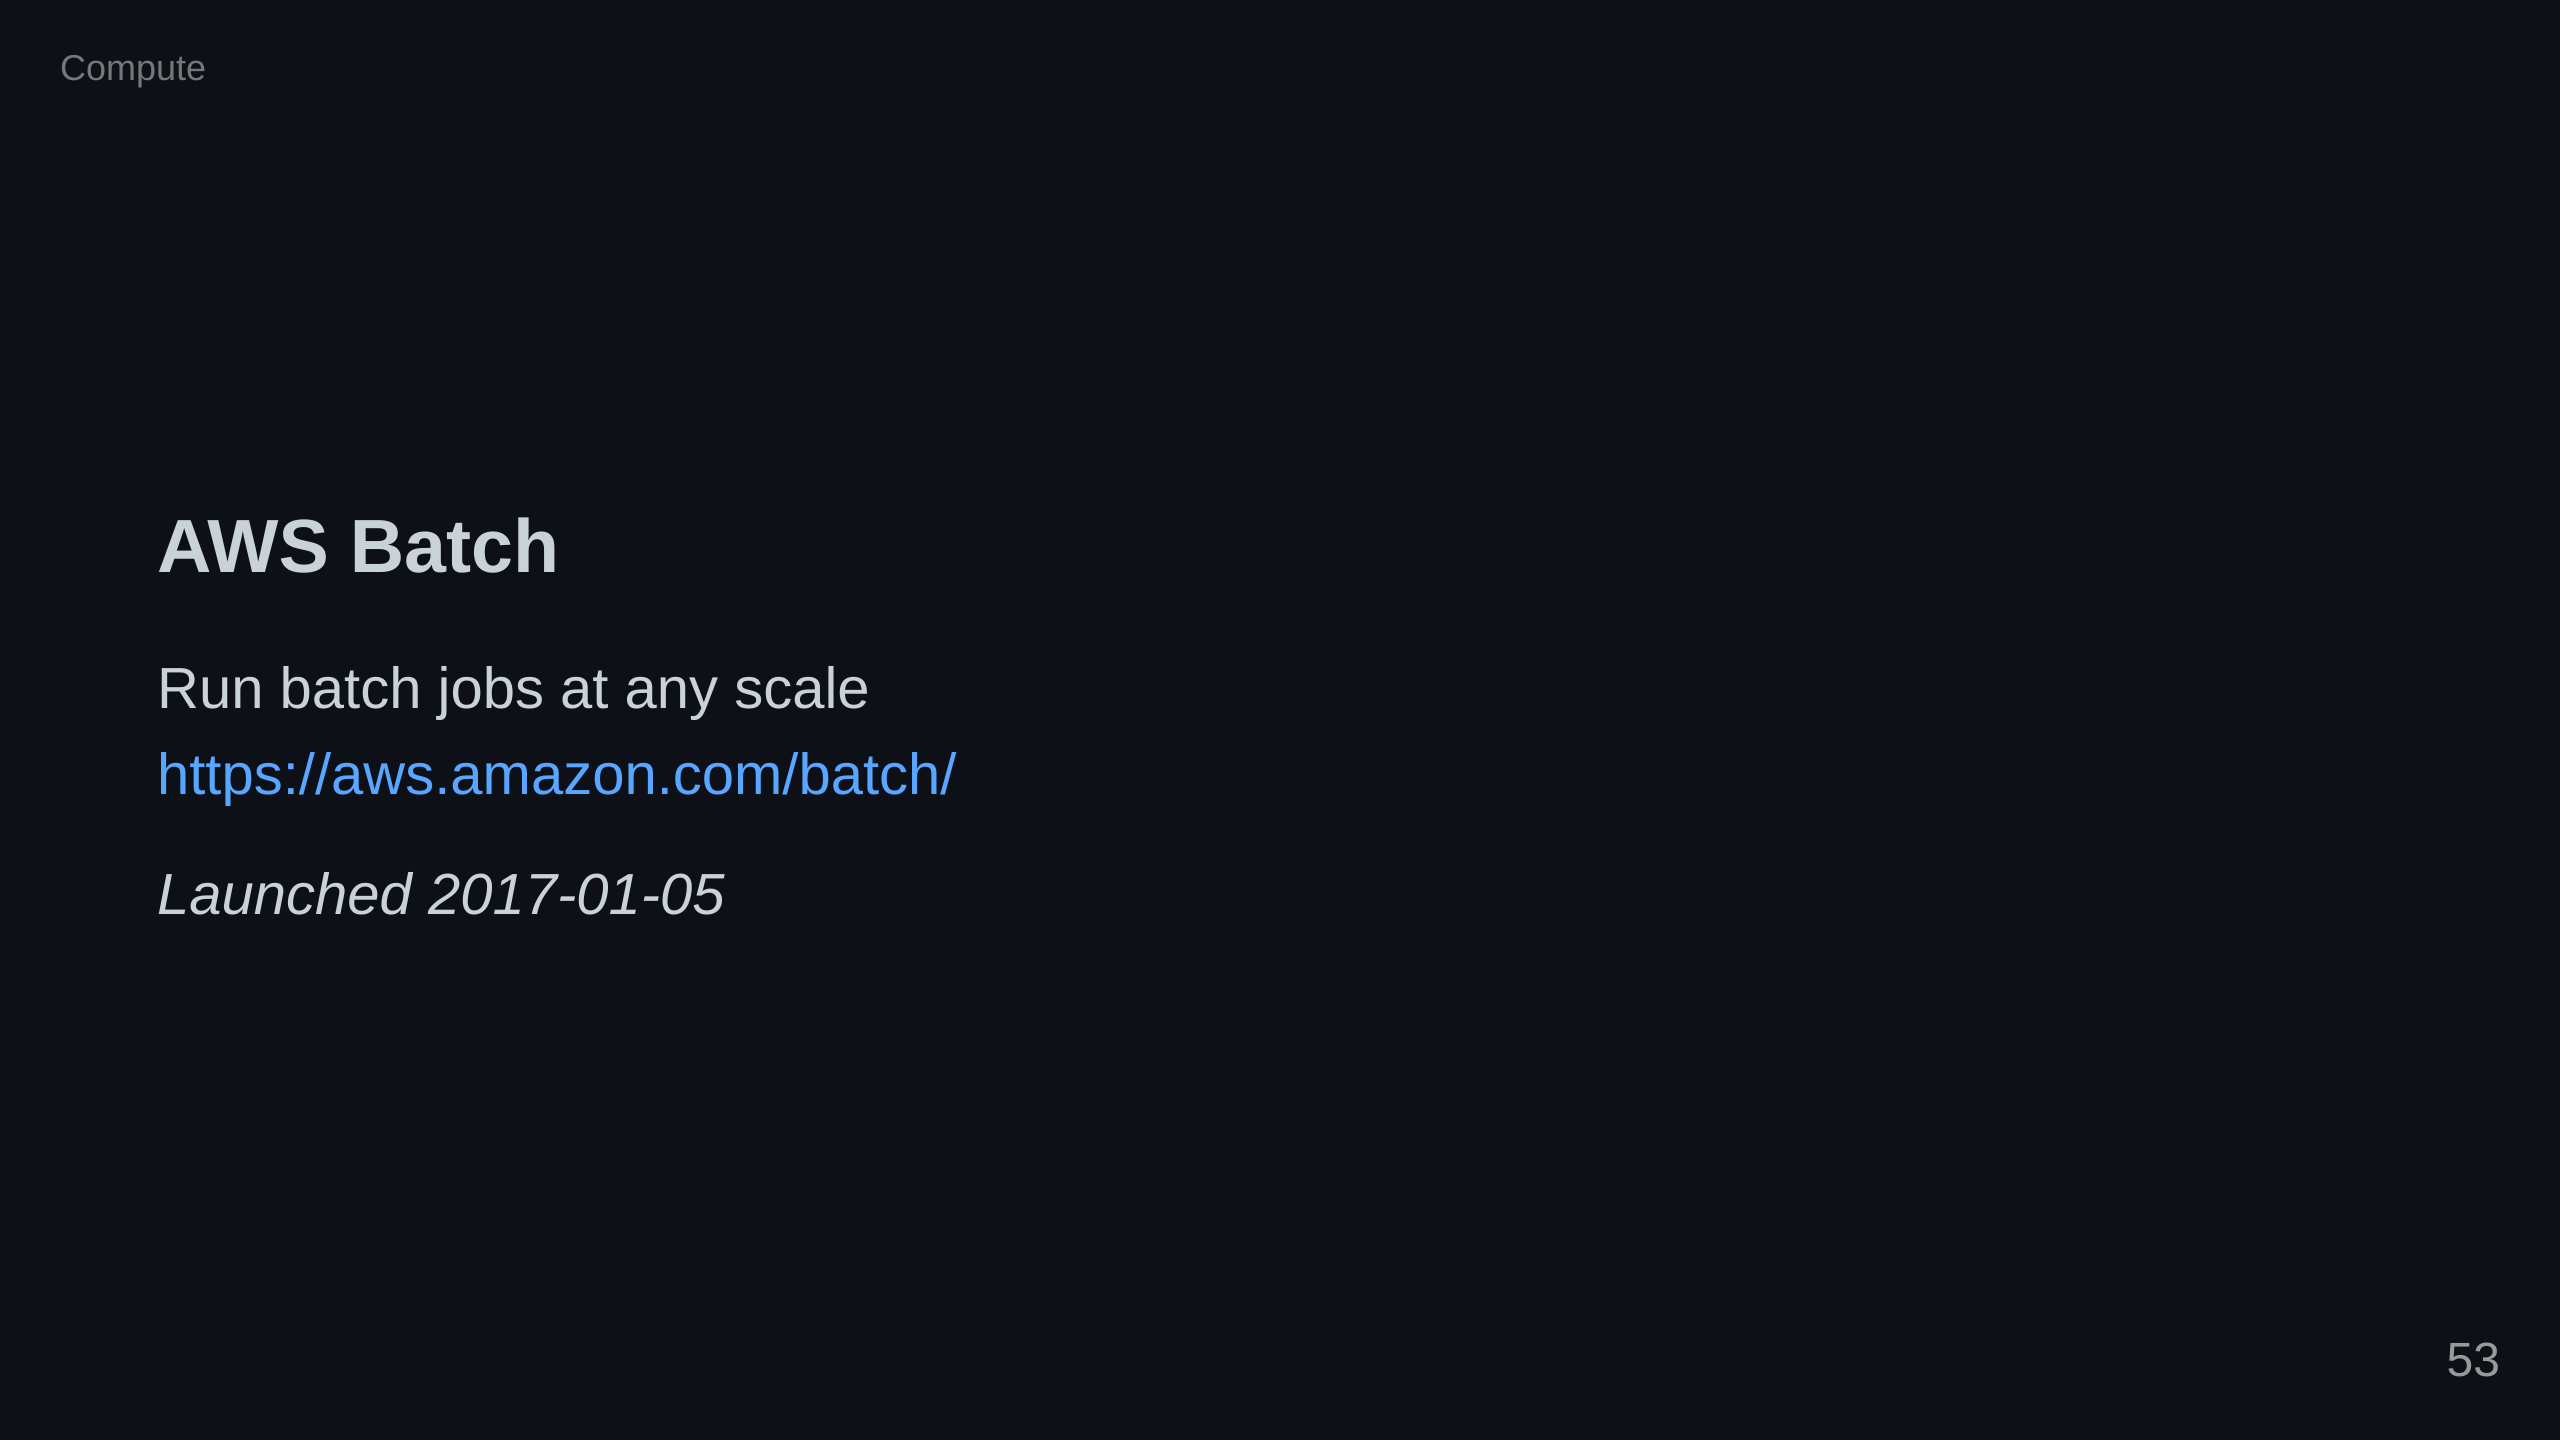 Compute
AWS Batch
Run batch jobs at any scale
https://aws.amazon.com/batch/
Launched 2017-01-05
53